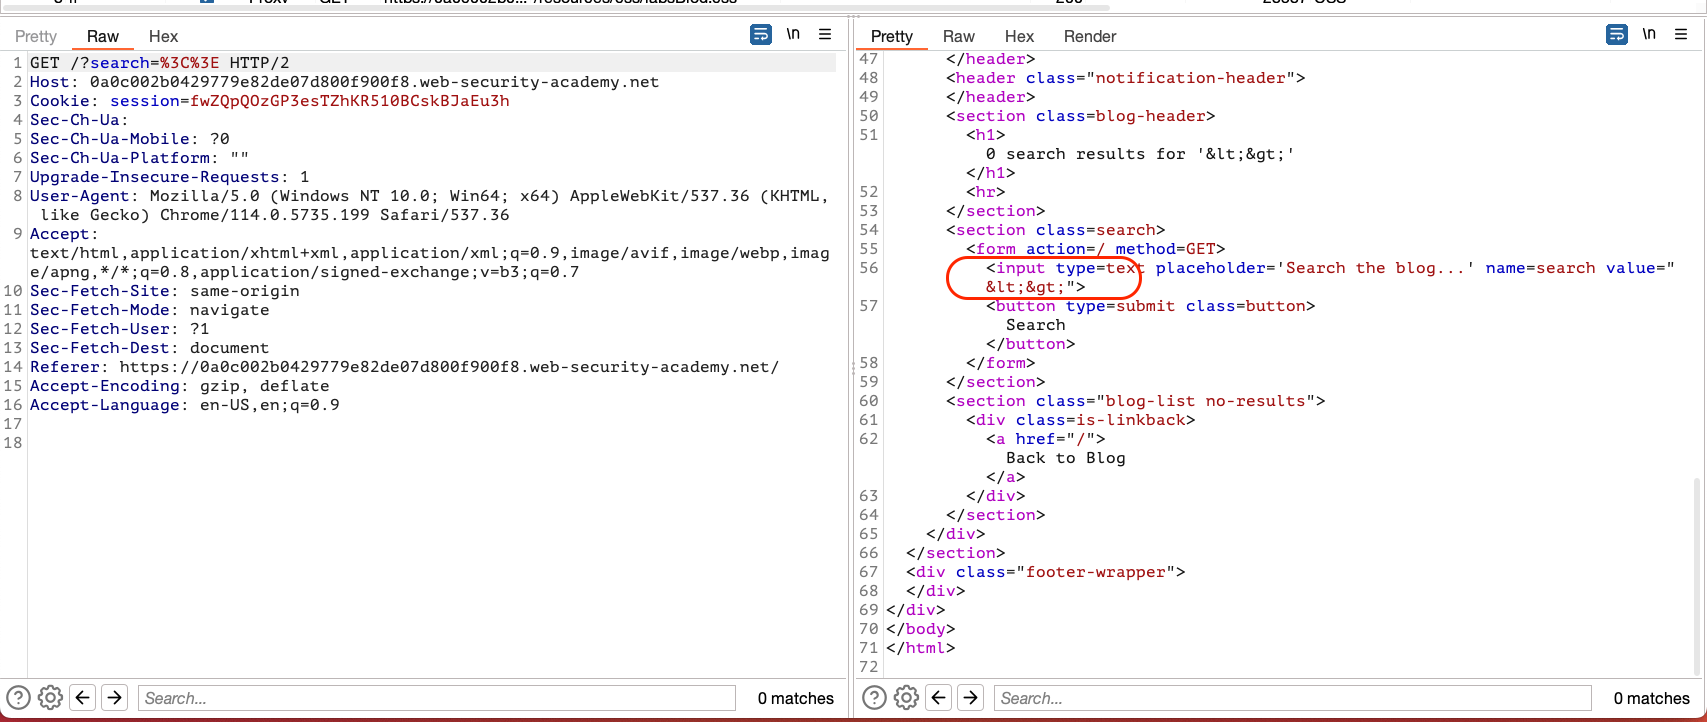 Pretty Raw Hex \n
1 GET /?search=%3C%3E HTTP/2
2 Host: 0a0c002b0429779e82de07d800f900f8.web-security-academy.net
3 Cookie: session=fwZQpQOzGP3esTZhKR510BCskBJaEu3h
4 Sec-Ch-Ua:
5 Sec-Ch-Ua-Mobile: ?0
6 Sec-Ch-Ua-Platform: ""
7 Upgrade-Insecure-Requests: 1
8 User-Agent: Mozilla/5.0 (Windows NT 10.0; Win64; x64) AppleWebKit/537.36 (KHTML,
like Gecko) Chrome/114.0.5735.199 Safari/537.36
9 Accept:
text/html,application/xhtml+xml,application/xml;q=0.9,image/avif,image/webp,imag
e/apng,*/*;q=0.8,application/signed-exchange;v=b3;q=0.7
10 Sec-Fetch-Site: same-origin
11 Sec-Fetch-Mode: navigate
12 Sec-Fetch-User: ?1
13 Sec-Fetch-Dest: document
14 Referer: https://0a0c002b0429779e82de07d800f900f8.web-security-academy.net/
15 Accept-Encoding: gzip, deflate
16 Accept-Language: en-US,en;q=0.9
17
18
Search...
0 matches
Pretty Raw Hex Render \n
47 </header>
48 <header class="notification-header">
49 </header>
50 <section class=blog-header>
51 <h1>
0 search results for '&lt;&gt;'
</h1>
52 <hr>
53 </section>
54 <section class=search>
55 <form action=/ method=GET>
56 <input type=text placeholder='Search the blog...' name=search value="
&lt;&gt;">
57 <button type=submit class=button>
Search
</button>
58 </form>
59 </section>
60 <section class="blog-list no-results">
61 <div class=is-linkback>
62 <a href="/">
Back to Blog
</a>
63 </div>
64 </section>
65 </div>
66 </section>
67 <div class="footer-wrapper">
68 </div>
69 </div>
70 </body>
71 </html>
72
Search...
0 matches